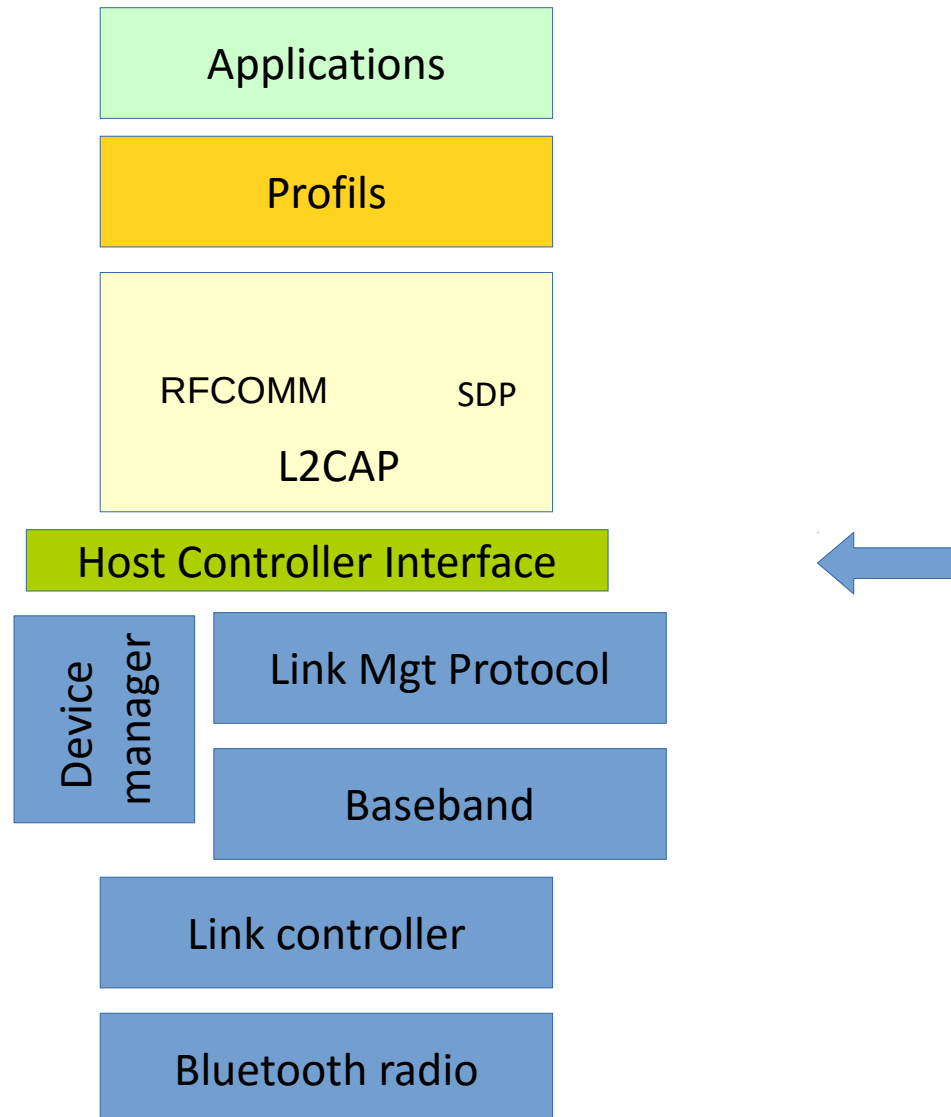 Applications
Profils
RFCOMM
SDP
L2CAP
Host Controller Interface
Device
manager
Link Mgt Protocol
Baseband
Link controller
Bluetooth radio